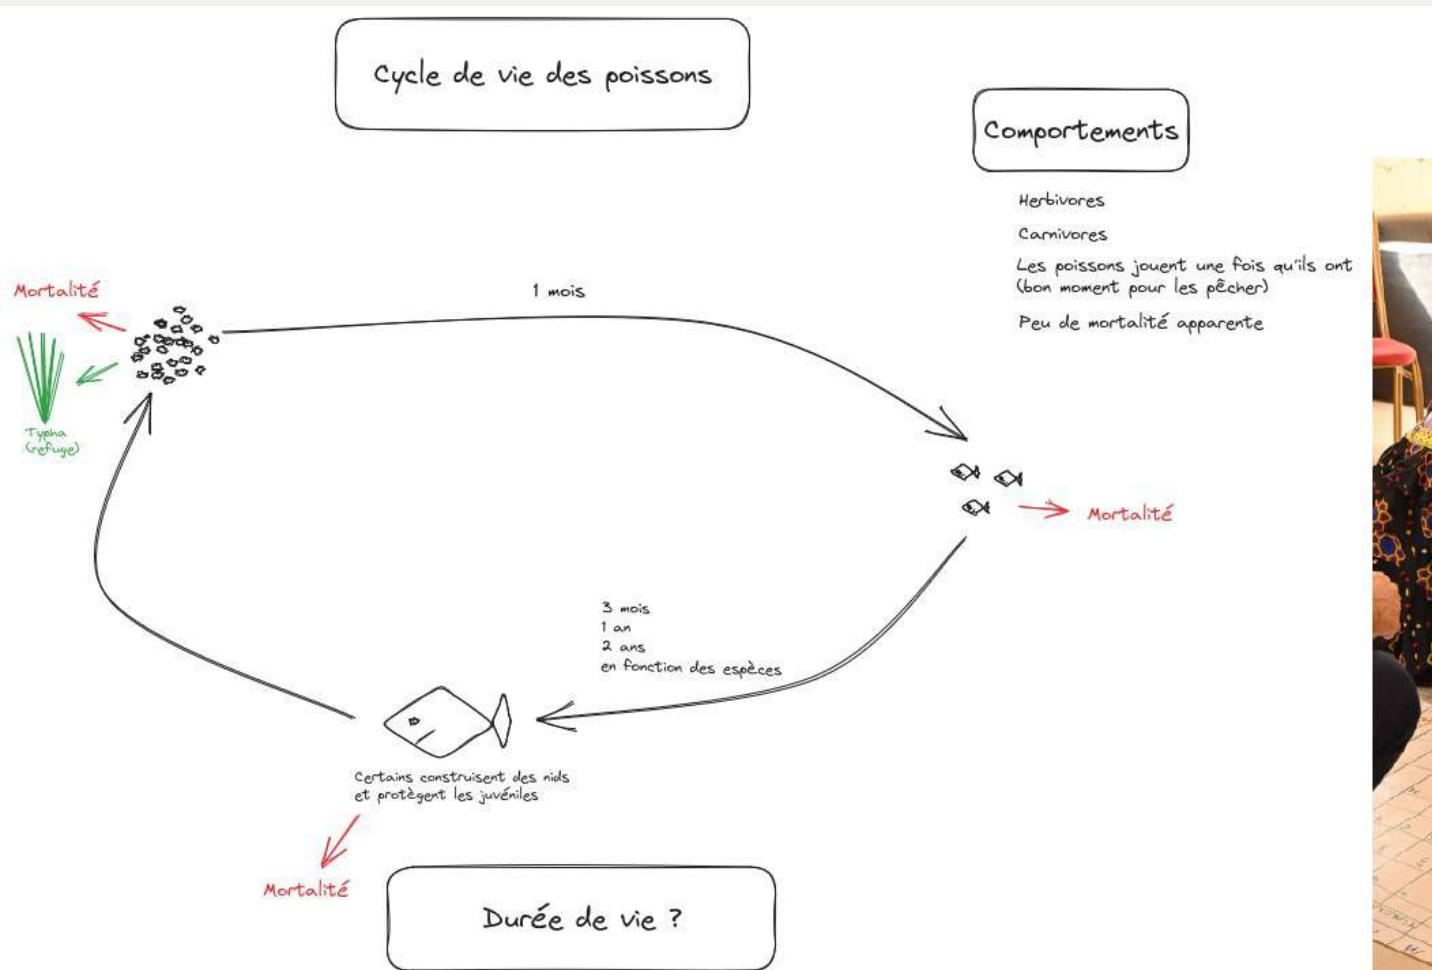 Cycle de vie des poissons
Comportements
Herbivores
Carnivores
Les poissons jouent une fois qu'ils ont
(bon moment pour les pêcher)
Peu de mortalité apparente
Mortalité
1 mois
Typha
(refuge)
Mortalité
3 mois
1 an
2 ans
en fonction des espèces
Certains construisent des nids
et protègent les juvéniles
Mortalité
Durée de vie ?